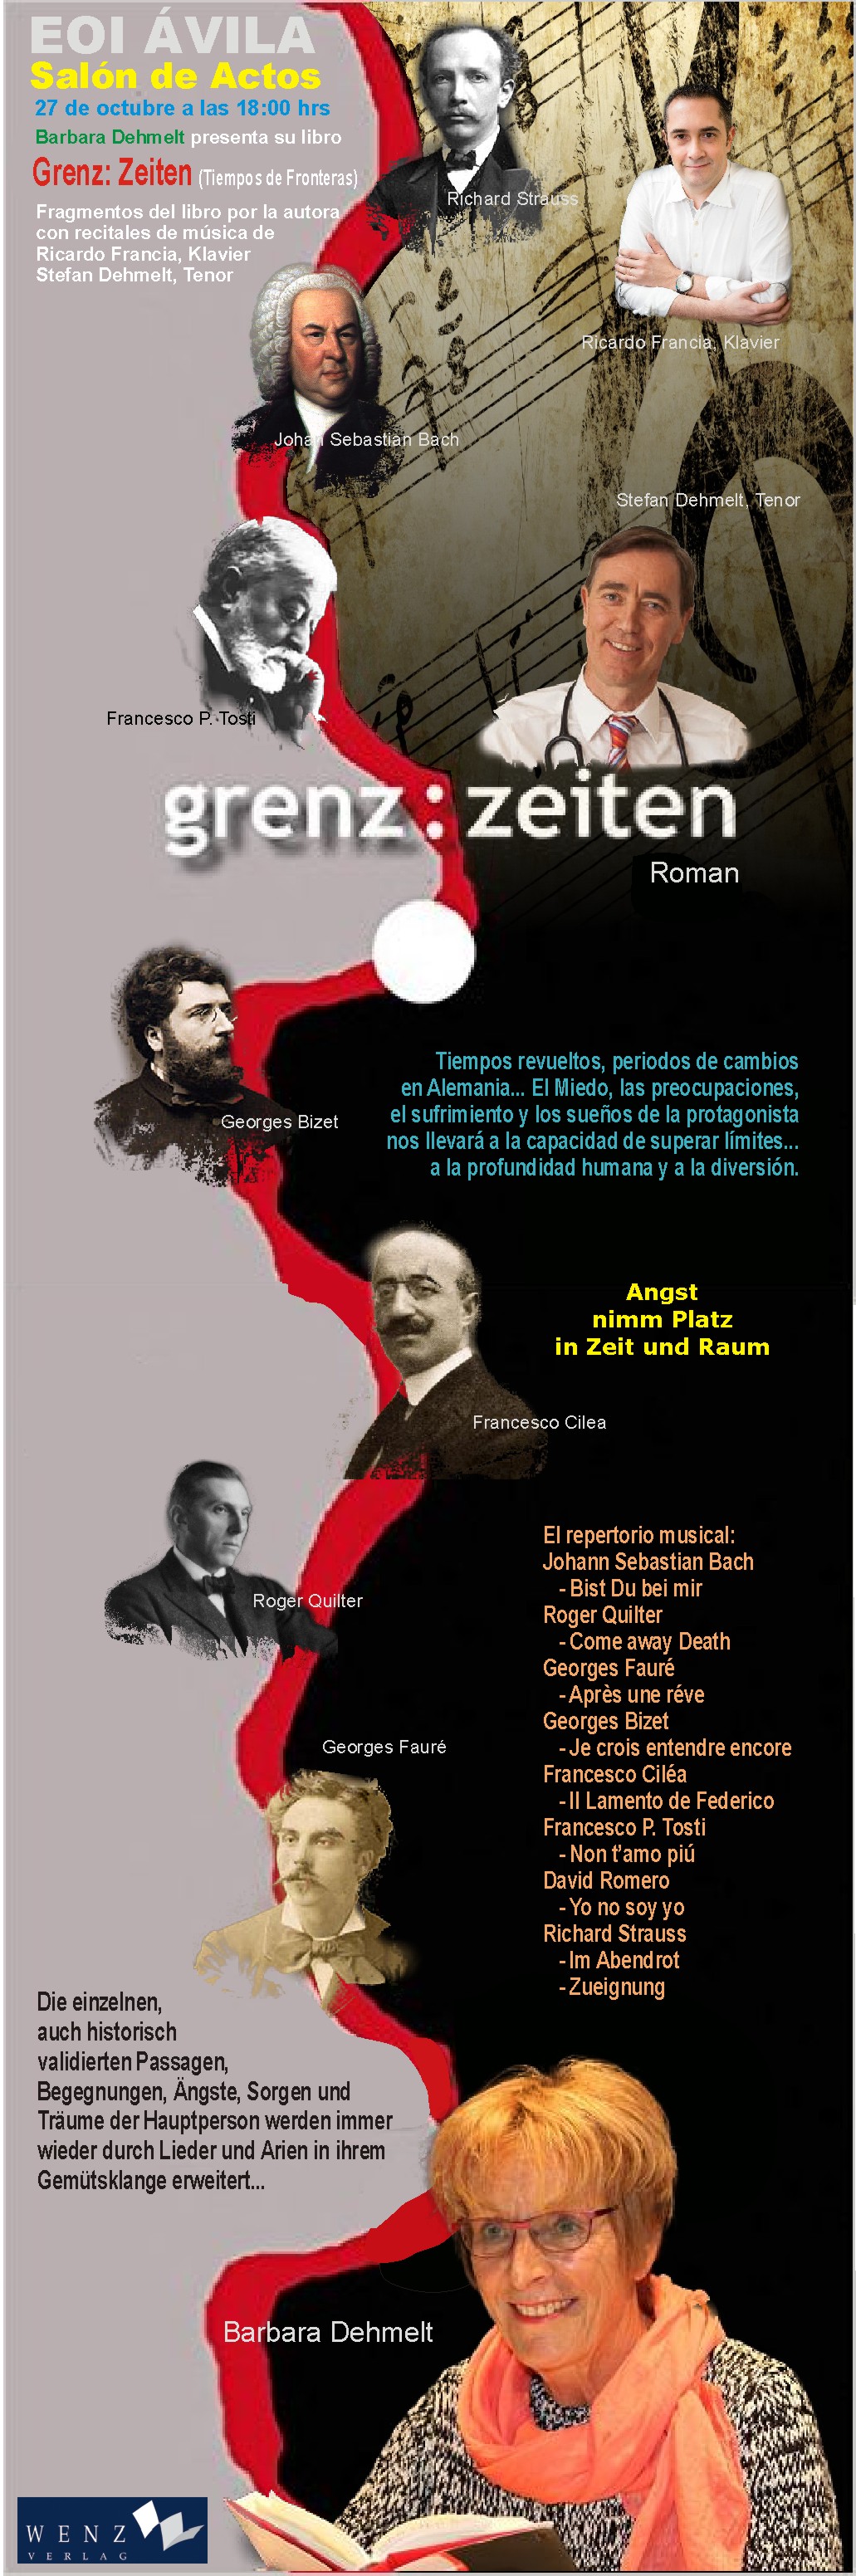 EOI ÁVILA
Salón de Actos
27 de octubre a las 18:00 hrs
Barbara Dehmelt presenta su libro
Grenz: Zeiten (Tiempos de Fronteras)
Fragmentos del libro por la autora
con recitales de música de
Ricardo Francia, Klavier
Stefan Dehmelt, Tenor
Richard Strauss
Ricardo Francia, Klavier
Johan Sebastian Bach
Stefan Dehmelt, Tenor
Francesco P. Tosti
grenz : zeiten
Roman
Georges Bizet
Tiempos revueltos, periodos de cambios
en Alemania... El Miedo, las preocupaciones,
el sufrimiento y los sueños de la protagonista
nos llevará a la capacidad de superar límites...
a la profundidad humana y a la diversión.
Angst
nimm Platz
in Zeit und Raum
Francesco Cilea
Roger Quilter
El repertorio musical:
Johann Sebastian Bach
- Bist Du bei mir
Roger Quilter
- Come away Death
Georges Fauré
- Après une réve
Georges Bizet
- Je crois entendre encore
Francesco Ciléa
- Il Lamento de Federico
Francesco P. Tosti
- Non t'amo piú
David Romero
- Yo no soy yo
Richard Strauss
- Im Abendrot
- Zueignung
Georges Fauré
Die einzelnen,
auch historisch
validierten Passagen,
Begegnungen, Ängste, Sorgen und
Träume der Hauptperson werden immer
wieder durch Lieder und Arien in ihrem
Gemütsklange erweitert...
Barbara Dehmelt
WENZ
VERLAG